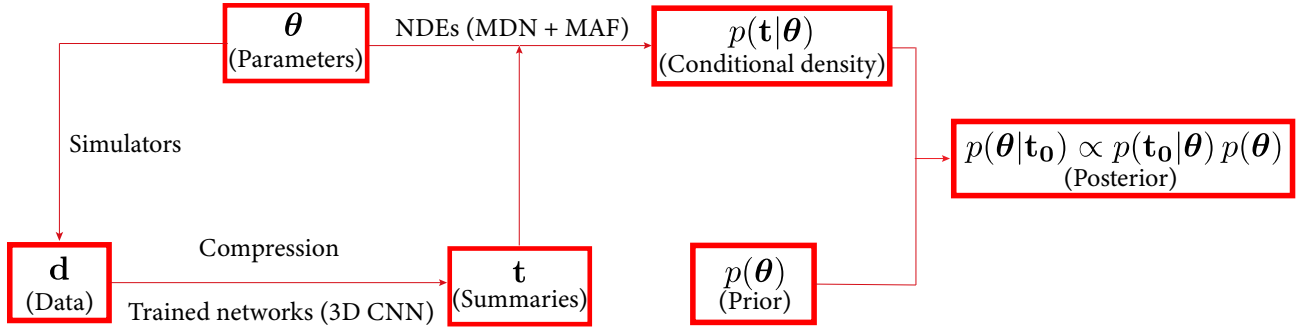 θ
(Parameters)
NDEs (MDN + MAF)
p(t|θ)
(Conditional density)
Simulators
p(θ|t₀) ∝ p(t₀|θ) p(θ)
(Posterior)
d
(Data)
Compression
Trained networks (3D CNN)
t
(Summaries)
p(θ)
(Prior)